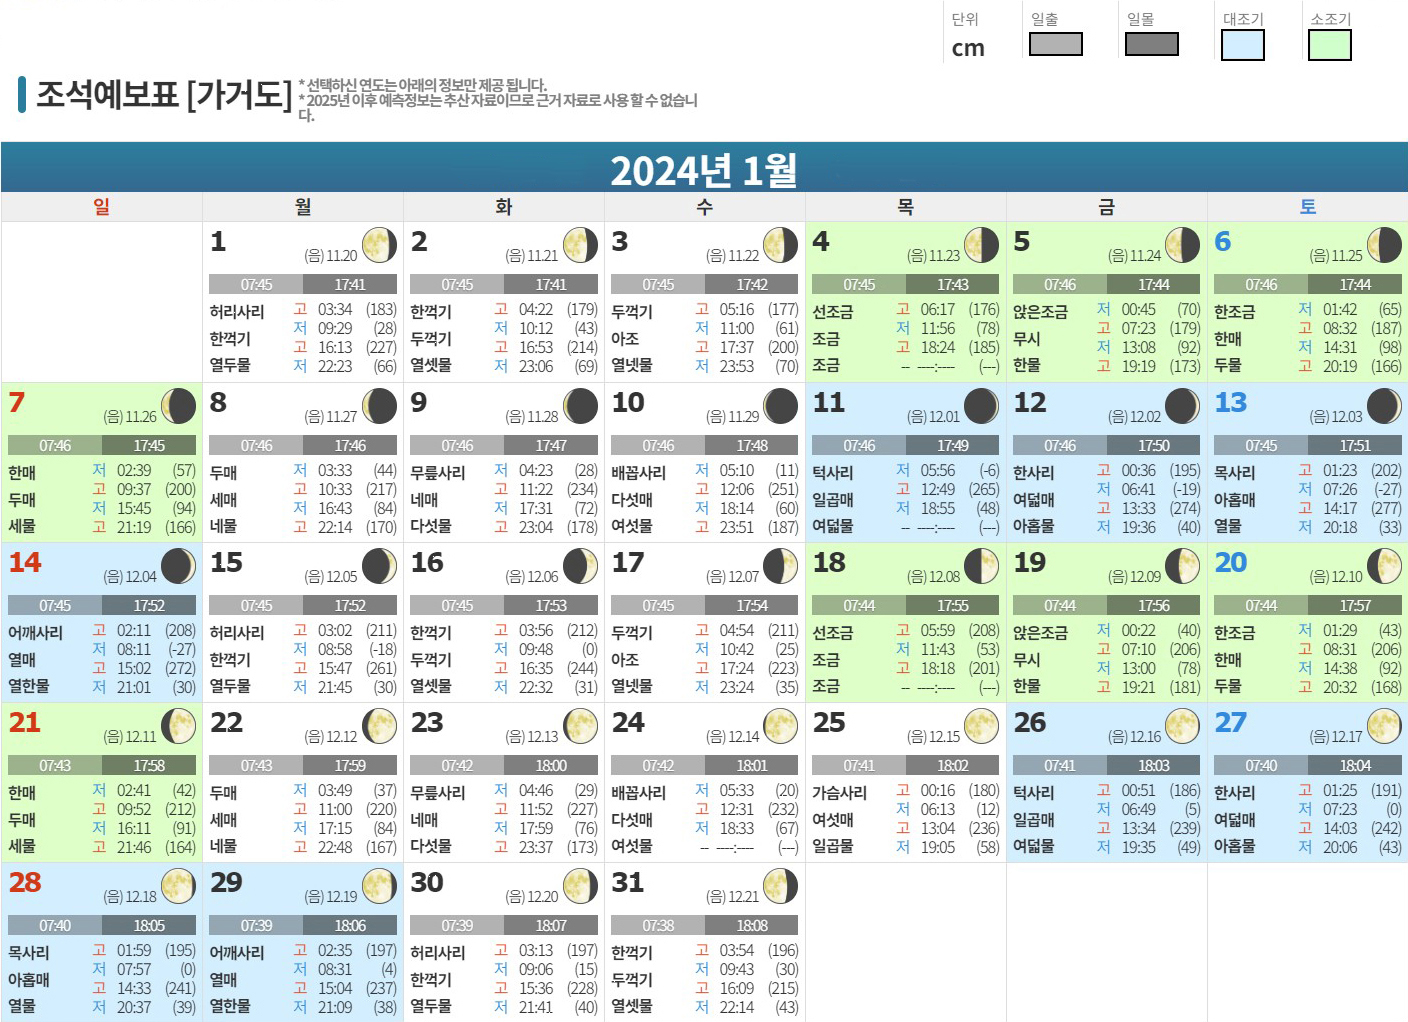 단위 일출 일몰 대조기 소조기
cm
조석예보표 [가거도]
* 선택하신 연도는 아래의 정보만 제공 됩니다.
* 2025년 이후 예측정보는 추산 자료이므로 근거 자료로 사용 할 수 없습니
다.
2024년 1월
일 월 화 수 목 금 토
1 (음) 11.20
07:45 17:41
허리사리 고 03:34 (183)
저 09:29 (28)
한꺽기 고 16:13 (227)
열두물 저 22:23 (66)
2 (음) 11.21
07:45 17:41
한꺽기 고 04:22 (179)
두꺽기 저 10:12 (43)
고 16:53 (214)
열셋물 저 23:06 (69)
3 (음) 11.22
07:45 17:42
두꺽기 고 05:16 (177)
아조 저 11:00 (61)
고 17:37 (200)
열넷물 저 23:53 (70)
4 (음) 11.23
07:45 17:43
선조금 고 06:17 (176)
조금 저 11:56 (78)
고 18:24 (185)
조금 -- ----:---- (---)
5 (음) 11.24
07:46 17:44
앉은조금 저 00:45 (70)
무시 고 07:23 (179)
저 13:08 (92)
한물 고 19:19 (173)
6 (음) 11.25
07:46 17:44
한조금 저 01:42 (65)
한매 고 08:32 (187)
저 14:31 (98)
두물 고 20:19 (166)
7 (음) 11.26
07:46 17:45
한매 저 02:39 (57)
두매 고 09:37 (200)
저 15:45 (94)
세물 고 21:19 (166)
8 (음) 11.27
07:46 17:46
두매 저 03:33 (44)
세매 고 10:33 (217)
저 16:43 (84)
네물 고 22:14 (170)
9 (음) 11.28
07:46 17:47
무릎사리 저 04:23 (28)
네매 고 11:22 (234)
저 17:31 (72)
다섯물 고 23:04 (178)
10 (음) 11.29
07:46 17:48
배꼽사리 저 05:10 (11)
다섯매 고 12:06 (251)
저 18:14 (60)
여섯물 고 23:51 (187)
11 (음) 12.01
07:46 17:49
턱사리 저 05:56 (-6)
일곱매 고 12:49 (265)
저 18:55 (48)
여덟물 -- ----:---- (---)
12 (음) 12.02
07:46 17:50
한사리 고 00:36 (195)
여덟매 저 06:41 (-19)
고 13:33 (274)
아홉물 저 19:36 (40)
13 (음) 12.03
07:45 17:51
목사리 고 01:23 (202)
아홉매 저 07:26 (-27)
고 14:17 (277)
열물 저 20:18 (33)
14 (음) 12.04
07:45 17:52
어깨사리 고 02:11 (208)
열매 저 08:11 (-27)
고 15:02 (272)
열한물 저 21:01 (30)
15 (음) 12.05
07:45 17:52
허리사리 고 03:02 (211)
한꺽기 저 08:58 (-18)
고 15:47 (261)
열두물 저 21:45 (30)
16 (음) 12.06
07:45 17:53
한꺽기 고 03:56 (212)
두꺽기 저 09:48 (0)
고 16:35 (244)
열셋물 저 22:32 (31)
17 (음) 12.07
07:45 17:54
두꺽기 고 04:54 (211)
아조 저 10:42 (25)
고 17:24 (223)
열넷물 저 23:24 (35)
18 (음) 12.08
07:44 17:55
선조금 고 05:59 (208)
조금 저 11:43 (53)
고 18:18 (201)
조금 -- ----:---- (---)
19 (음) 12.09
07:44 17:56
앉은조금 저 00:22 (40)
무시 고 07:10 (206)
저 13:00 (78)
한물 고 19:21 (181)
20 (음) 12.10
07:44 17:57
한조금 저 01:29 (43)
한매 고 08:31 (206)
저 14:38 (92)
두물 고 20:32 (168)
21 (음) 12.11
07:43 17:58
한매 저 02:41 (42)
두매 고 09:52 (212)
저 16:11 (91)
세물 고 21:46 (164)
22 (음) 12.12
07:43 17:59
두매 저 03:49 (37)
세매 고 11:00 (220)
저 17:15 (84)
네물 고 22:48 (167)
23 (음) 12.13
07:42 18:00
무릎사리 저 04:46 (29)
네매 고 11:52 (227)
저 17:59 (76)
다섯물 고 23:37 (173)
24 (음) 12.14
07:42 18:01
배꼽사리 저 05:33 (20)
다섯매 고 12:31 (232)
저 18:33 (67)
여섯물 -- ----:---- (---)
25 (음) 12.15
07:41 18:02
가슴사리 고 00:16 (180)
여섯매 저 06:13 (12)
고 13:04 (236)
일곱물 저 19:05 (58)
26 (음) 12.16
07:41 18:03
턱사리 고 00:51 (186)
일곱매 저 06:49 (5)
고 13:34 (239)
여덟물 저 19:35 (49)
27 (음) 12.17
07:40 18:04
한사리 고 01:25 (191)
여덟매 저 07:23 (0)
고 14:03 (242)
아홉물 저 20:06 (43)
28 (음) 12.18
07:40 18:05
목사리 고 01:59 (195)
아홉매 저 07:57 (0)
고 14:33 (241)
열물 저 20:37 (39)
29 (음) 12.19
07:39 18:06
어깨사리 고 02:35 (197)
열매 저 08:31 (4)
고 15:04 (237)
열한물 저 21:09 (38)
30 (음) 12.20
07:39 18:07
허리사리 고 03:13 (197)
한꺽기 저 09:06 (15)
고 15:36 (228)
열두물 저 21:41 (40)
31 (음) 12.21
07:38 18:08
한꺽기 고 03:54 (196)
두꺽기 저 09:43 (30)
고 16:09 (215)
열셋물 저 22:14 (43)